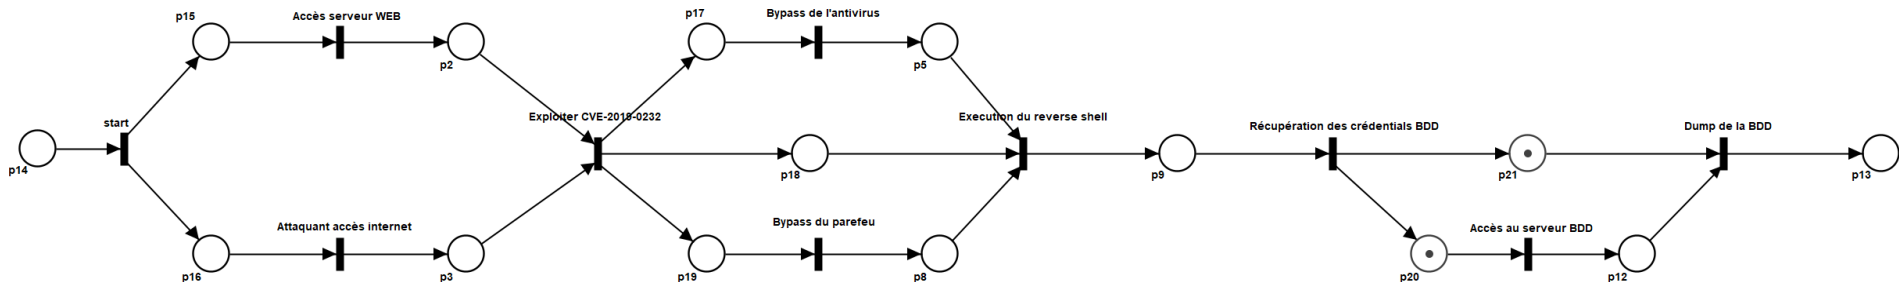 p15
Accès serveur WEB
p2
p17
Bypass de l'antivirus
p5
start
p14
Exploiter CVE-2019-0232
p18
Execution du reverse shell
p9
Récupération des crédentials BDD
p21
Dump de la BDD
p13
p16
Attaquant accès internet
p3
p19
Bypass du parefeu
p8
p20
Accès au serveur BDD
p12